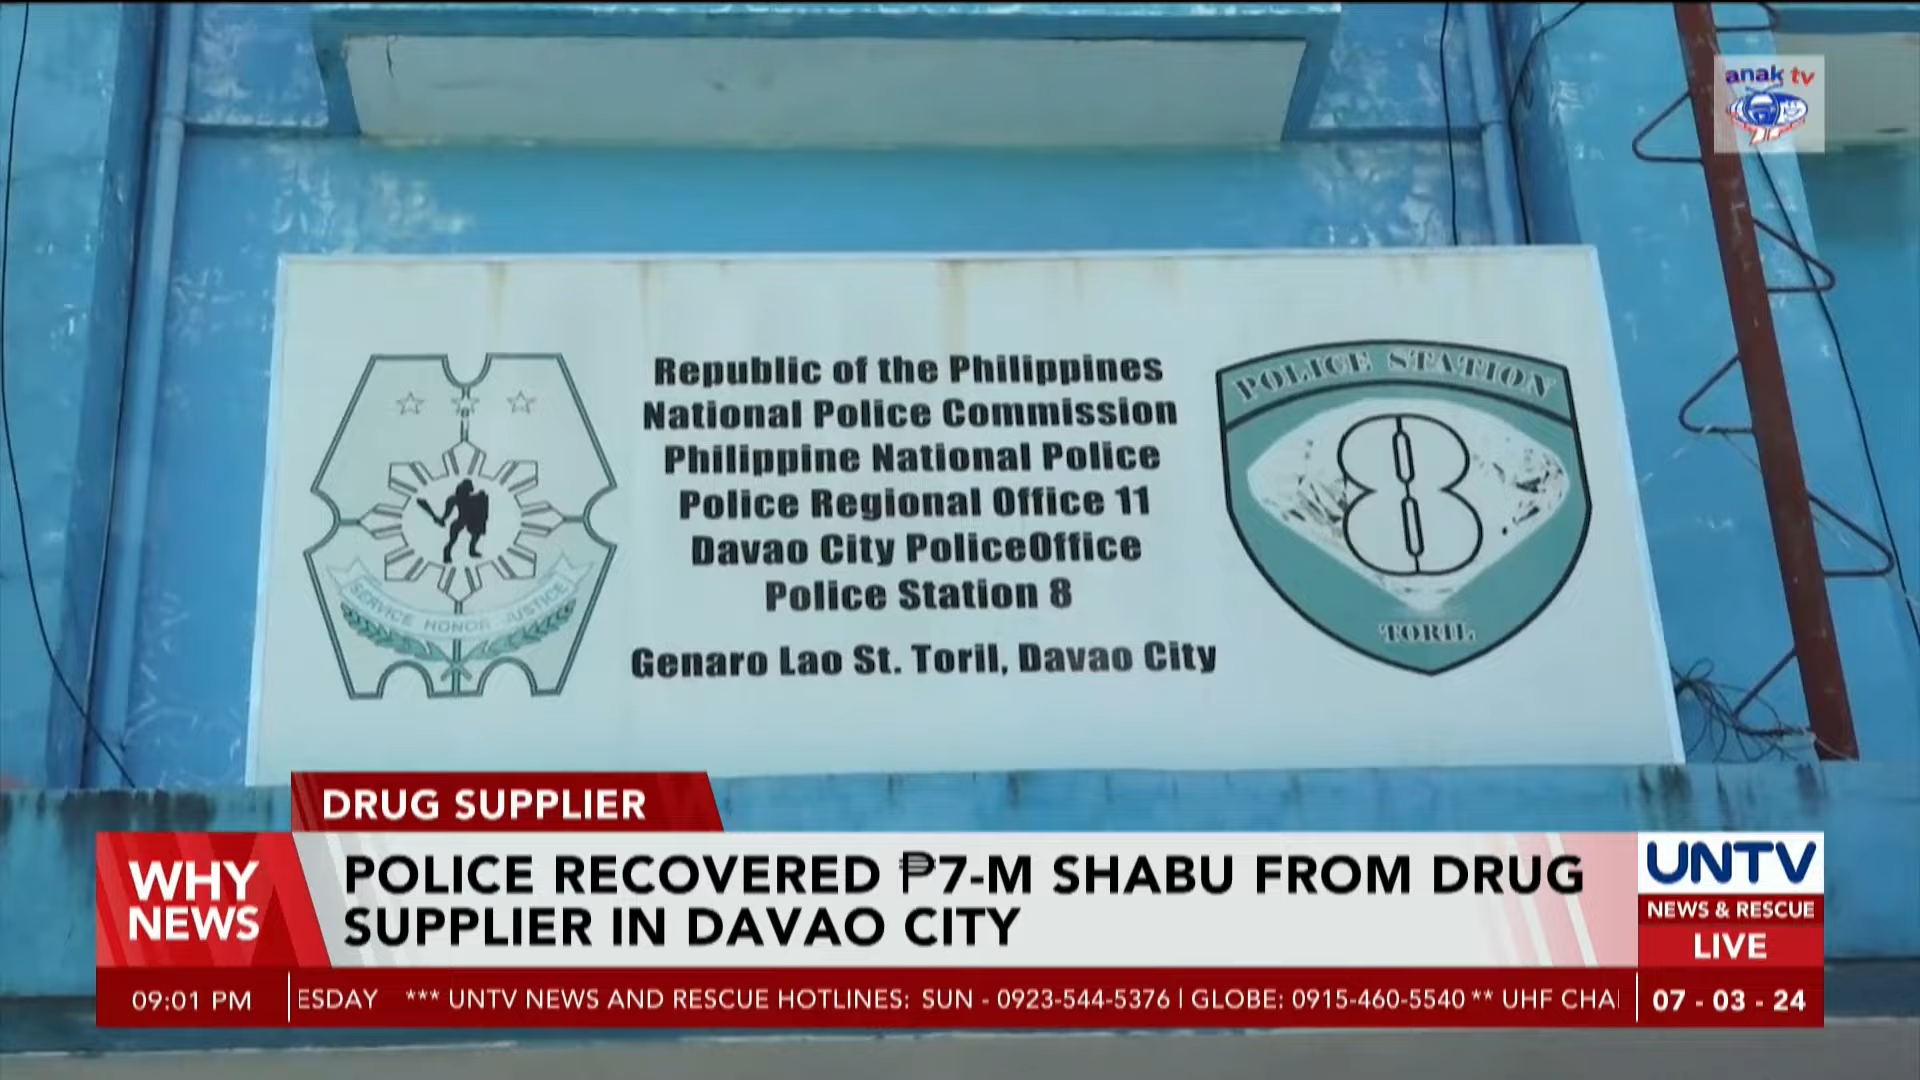 anak tv
Republic of the Philippines
National Police Commission
Philippine National Police
Police Regional Office 11
Davao City PoliceOffice
Police Station 8
Genaro Lao St. Toril, Davao City
SERVICE HONOR JUSTICE
POLICE STATION
8
TORIL
DRUG SUPPLIER
WHY
NEWS
POLICE RECOVERED ₱7-M SHABU FROM DRUG
SUPPLIER IN DAVAO CITY
UNTV
NEWS & RESCUE
LIVE
09:01 PM
ESDAY *** UNTV NEWS AND RESCUE HOTLINES: SUN - 0923-544-5376 | GLOBE: 0915-460-5540 ** UHF CHA
07 - 03 - 24